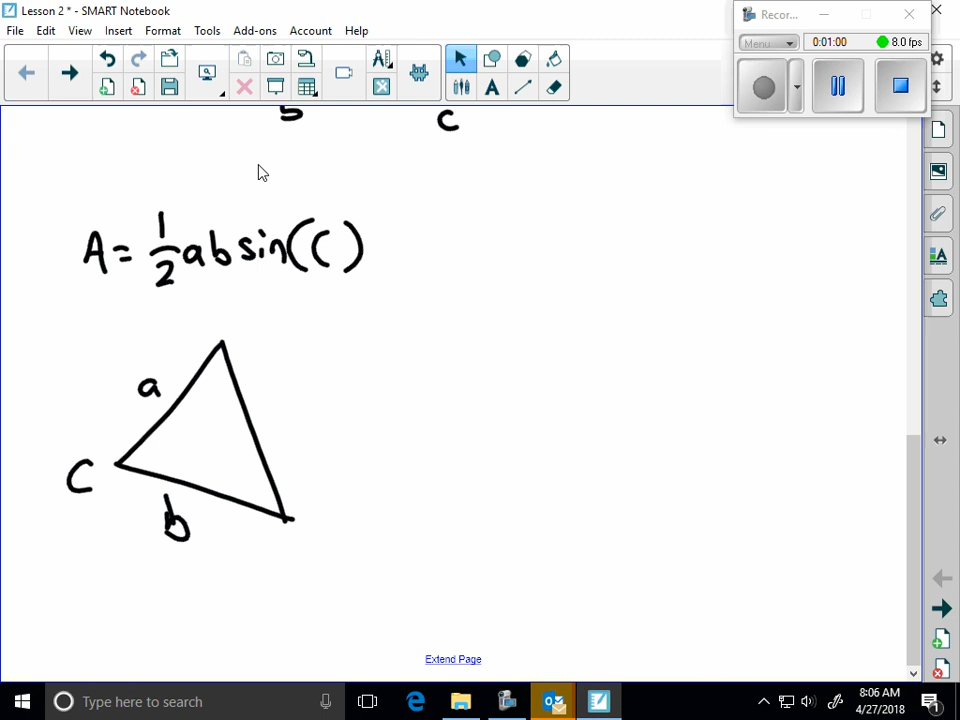 Lesson 2 * - SMART Notebook
Recor...
File Edit View Insert Format Tools Add-ons Account Help
Menu 0:01:00 8.0 fps
b c
A = 1/2 ab sin(C)
a
C
b
Extend Page
Type here to search
8:06 AM
4/27/2018
1